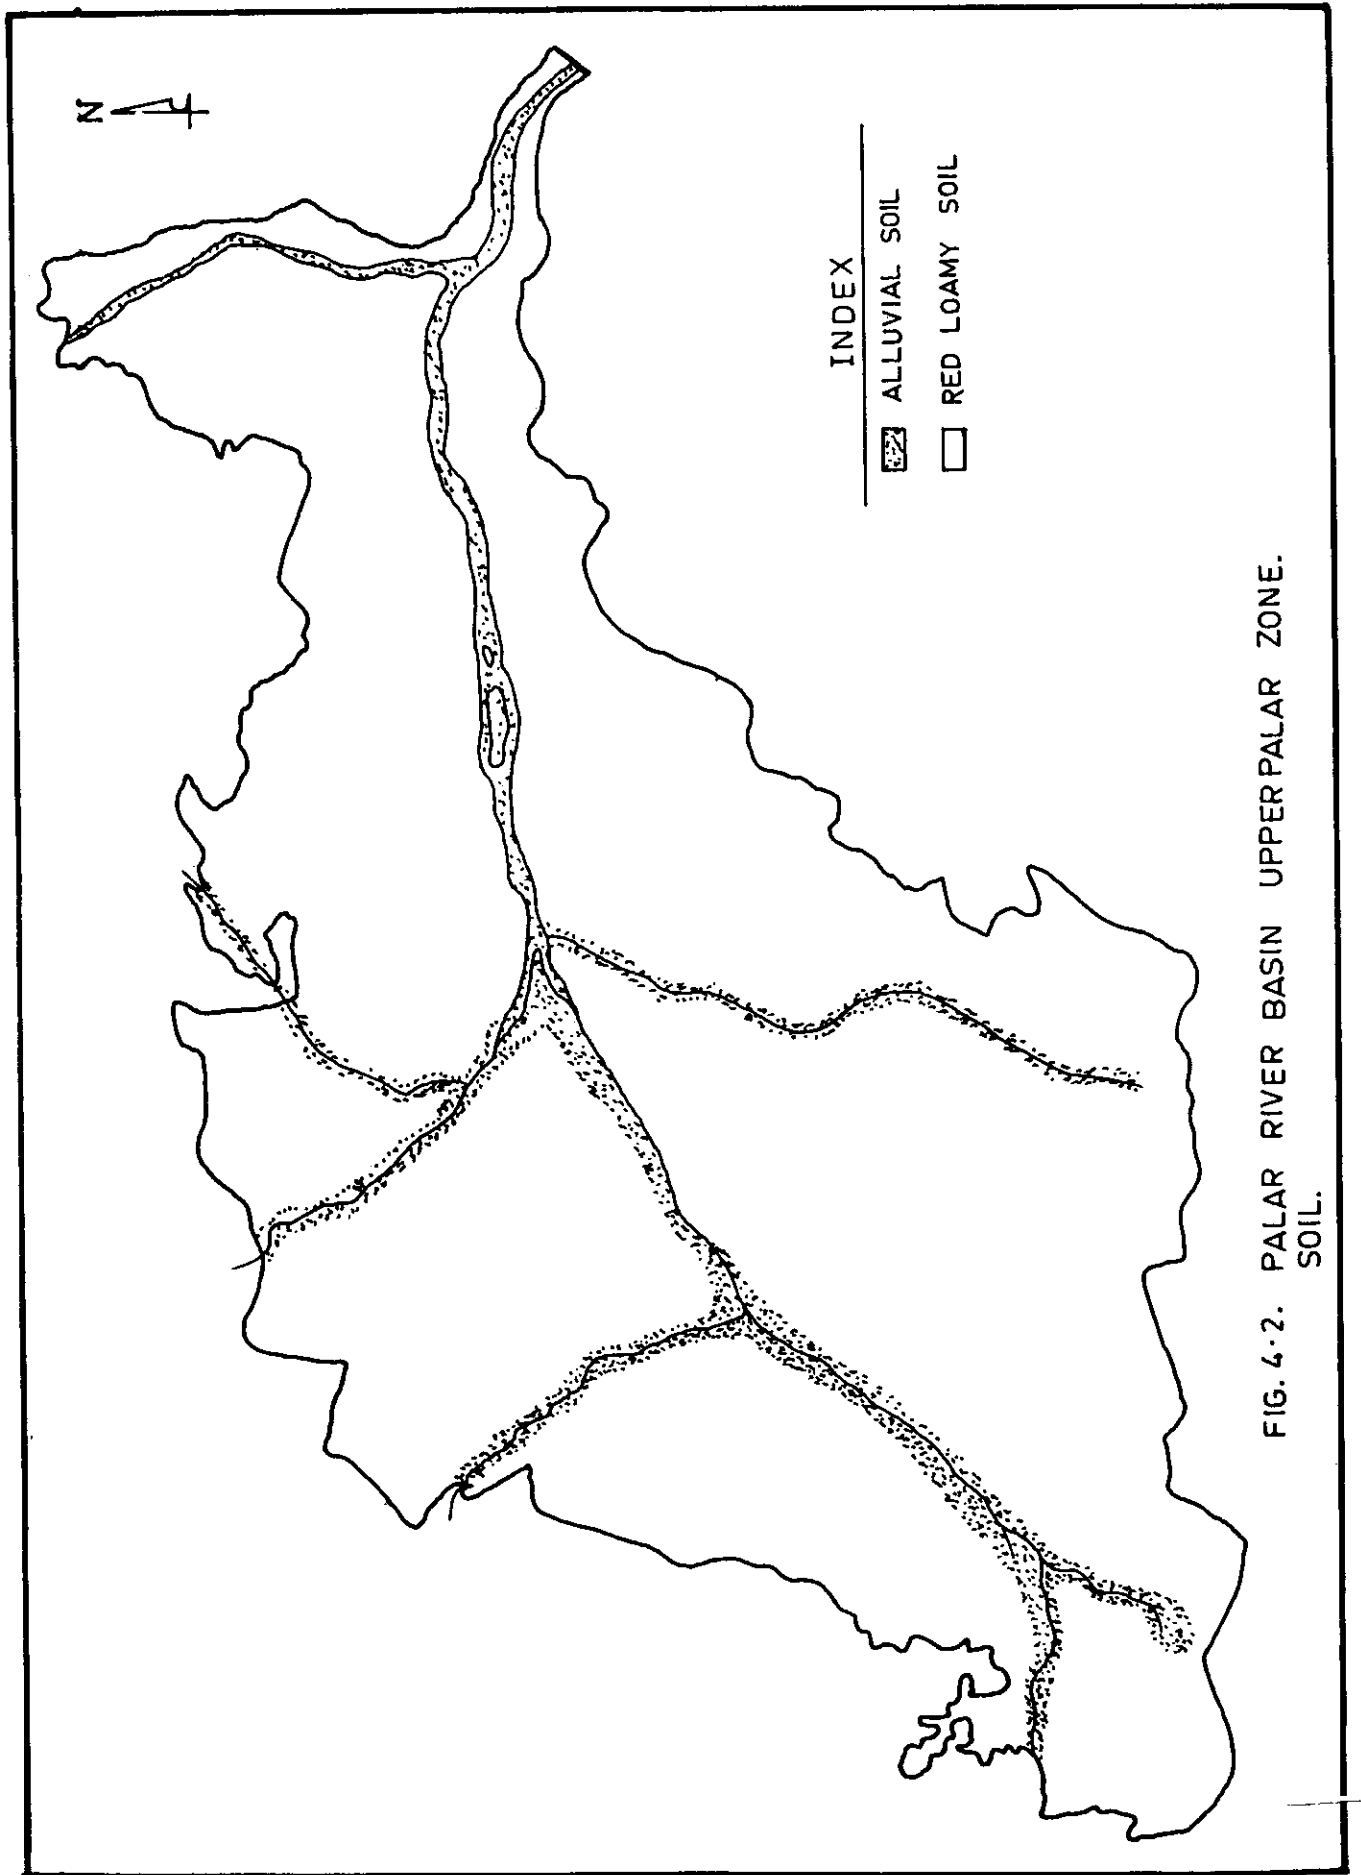 N
INDEX
ALLUVIAL SOIL
RED LOAMY SOIL
FIG. 4·2. PALAR RIVER BASIN UPPERPALAR ZONE.
SOIL.